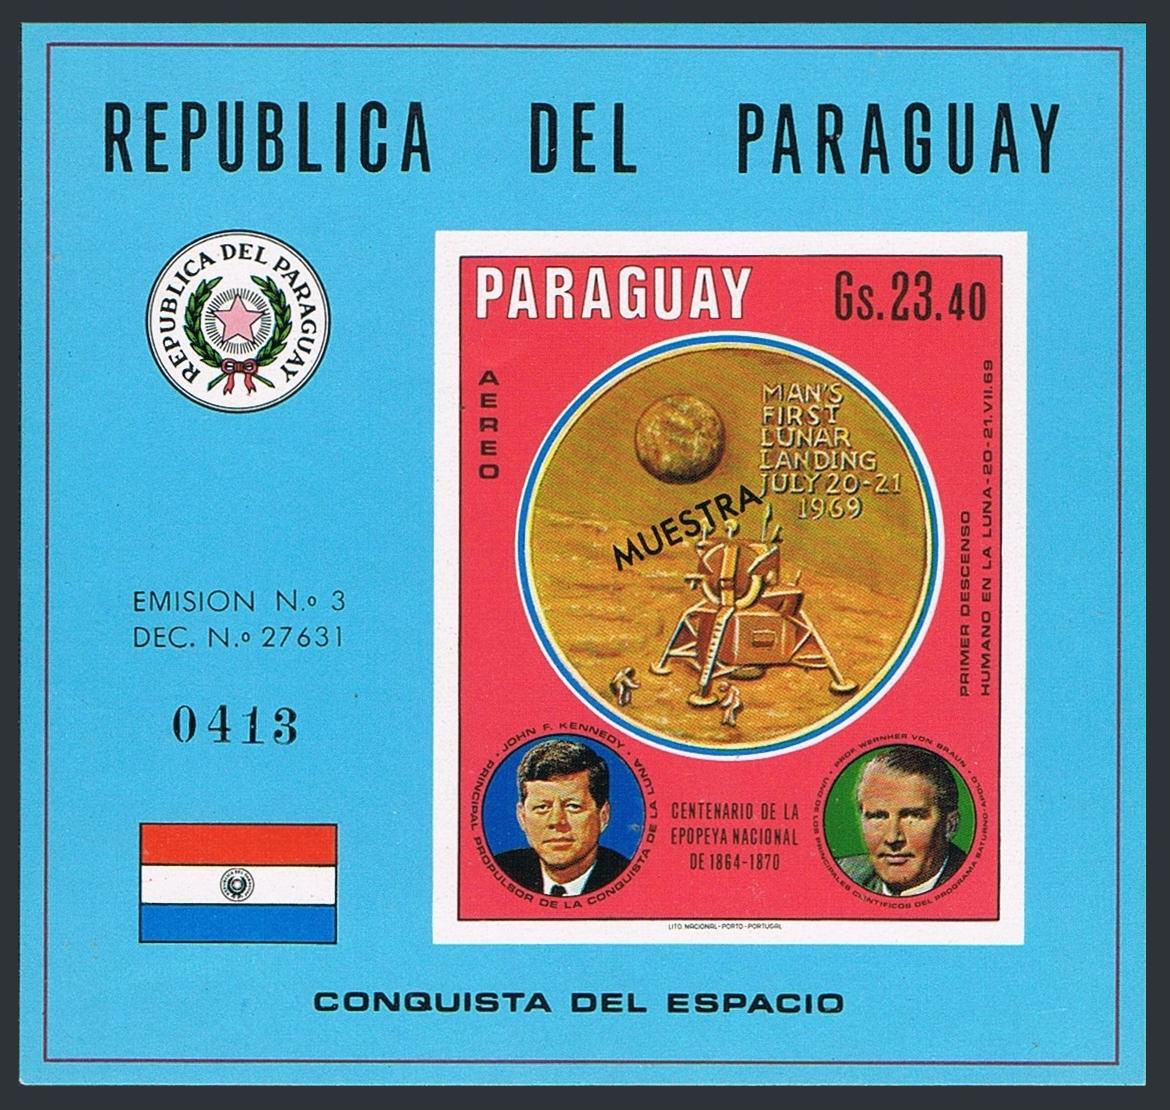 REPUBLICA DEL PARAGUAY
REPUBLICA DEL PARAGUAY
PARAGUAY
Gs.23.40
AEREO
MAN'S
FIRST
LUNAR
LANDING
JULY 20-21
1969
MUESTRA
PRIMER DESCENSO
HUMANO EN LA LUNA-20-21.VII.69
EMISION N.º 3
DEC. N.º 27631
0413
JOHN F. KENNEDY · PRINCIPAL PROPULSOR DE LA CONQUISTA DE LA LUNA ·
CENTENARIO DE LA
EPOPEYA NACIONAL
DE 1864-1870
PROF. WERNHER VON BRAUN · UNO DE LOS PRINCIPALES CIENTIFICOS DEL PROGRAMA SATURNO-APOLO ·
LITO. NACIONAL-PORTO-PORTUGAL
CONQUISTA DEL ESPACIO